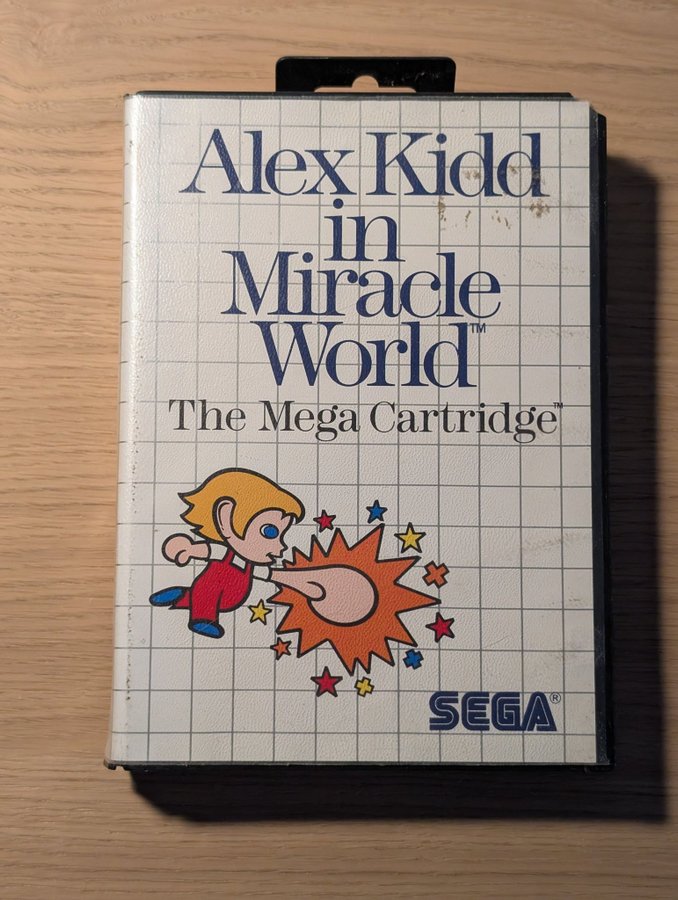 Alex Kidd
in
Miracle
World™
The Mega Cartridge™
SEGA®